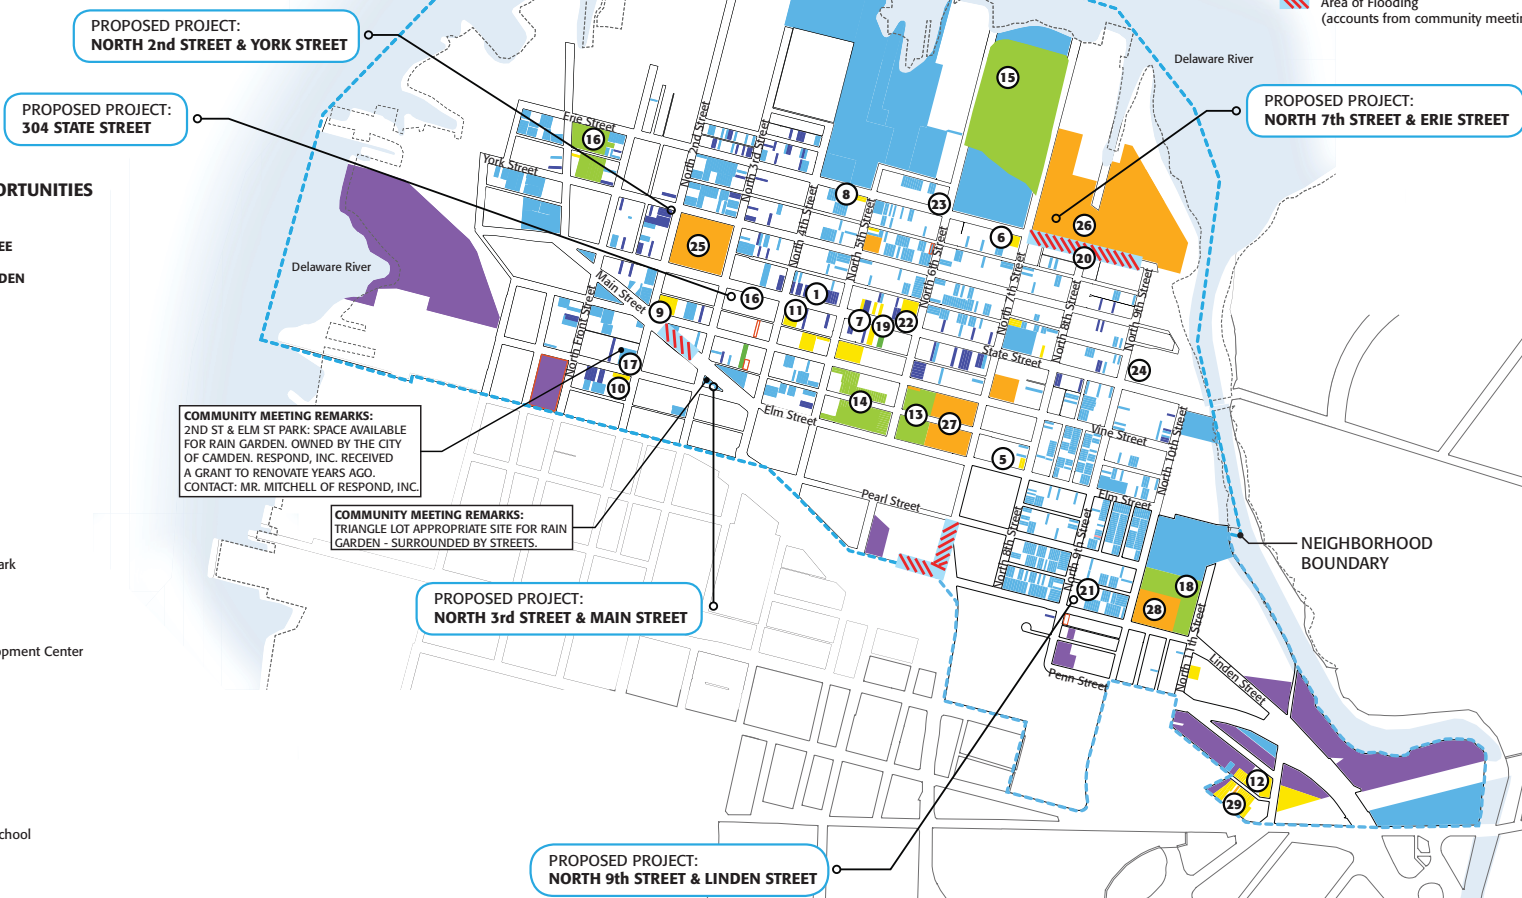 Area of Flooding
(accounts from community meeti
PROPOSED PROJECT:
NORTH 2nd STREET & YORK STREET
Delaware River
PROPOSED PROJECT:
304 STATE STREET
PROPOSED PROJECT:
NORTH 7th STREET & ERIE STREET
ORTUNITIES
EE
DEN
ark
opment Center
chool
Erie Street
York Street
North 2nd Street
North 3rd Street
North 4th Street
North 5th Street
North 6th Street
North 7th Street
North 8th Street
North 9th Street
North 10th Street
Main Street
North Front Street
State Street
Vine Street
Elm Street
Elm Street
Pearl Street
North 8th Street
North 9th Street
North 11th Street
Linden Street
Penn Street
Delaware River
15
16
8
23
6
26
20
25
16
1
11
9
7
19
22
24
17
10
14
13
27
5
21
18
28
12
29
COMMUNITY MEETING REMARKS:
2ND ST & ELM ST PARK: SPACE AVAILABLE
FOR RAIN GARDEN. OWNED BY THE CITY
OF CAMDEN. RESPOND, INC. RECEIVED
A GRANT TO RENOVATE YEARS AGO.
CONTACT: MR. MITCHELL OF RESPOND, INC.
COMMUNITY MEETING REMARKS:
TRIANGLE LOT APPROPRIATE SITE FOR RAIN
GARDEN - SURROUNDED BY STREETS.
NEIGHBORHOOD
BOUNDARY
PROPOSED PROJECT:
NORTH 3rd STREET & MAIN STREET
PROPOSED PROJECT:
NORTH 9th STREET & LINDEN STREET